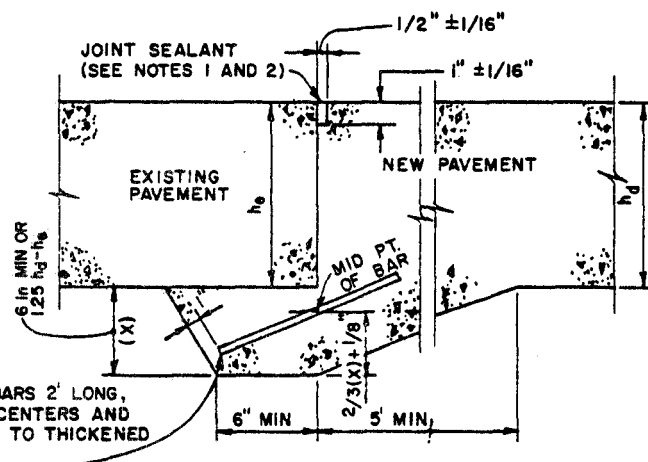 1/2" ±1/16"
JOINT SEALANT
(SEE NOTES 1 AND 2)
1" ±1/16"
EXISTING
PAVEMENT
he
NEW PAVEMENT
h
hd
6 in MIN OR
1.25 hd-he
(X)
MID PT.
OF BAR
1"
2/3(X)+1/8"
BARS 2' LONG,
CENTERS AND
TO THICKENED
6" MIN
5' MIN